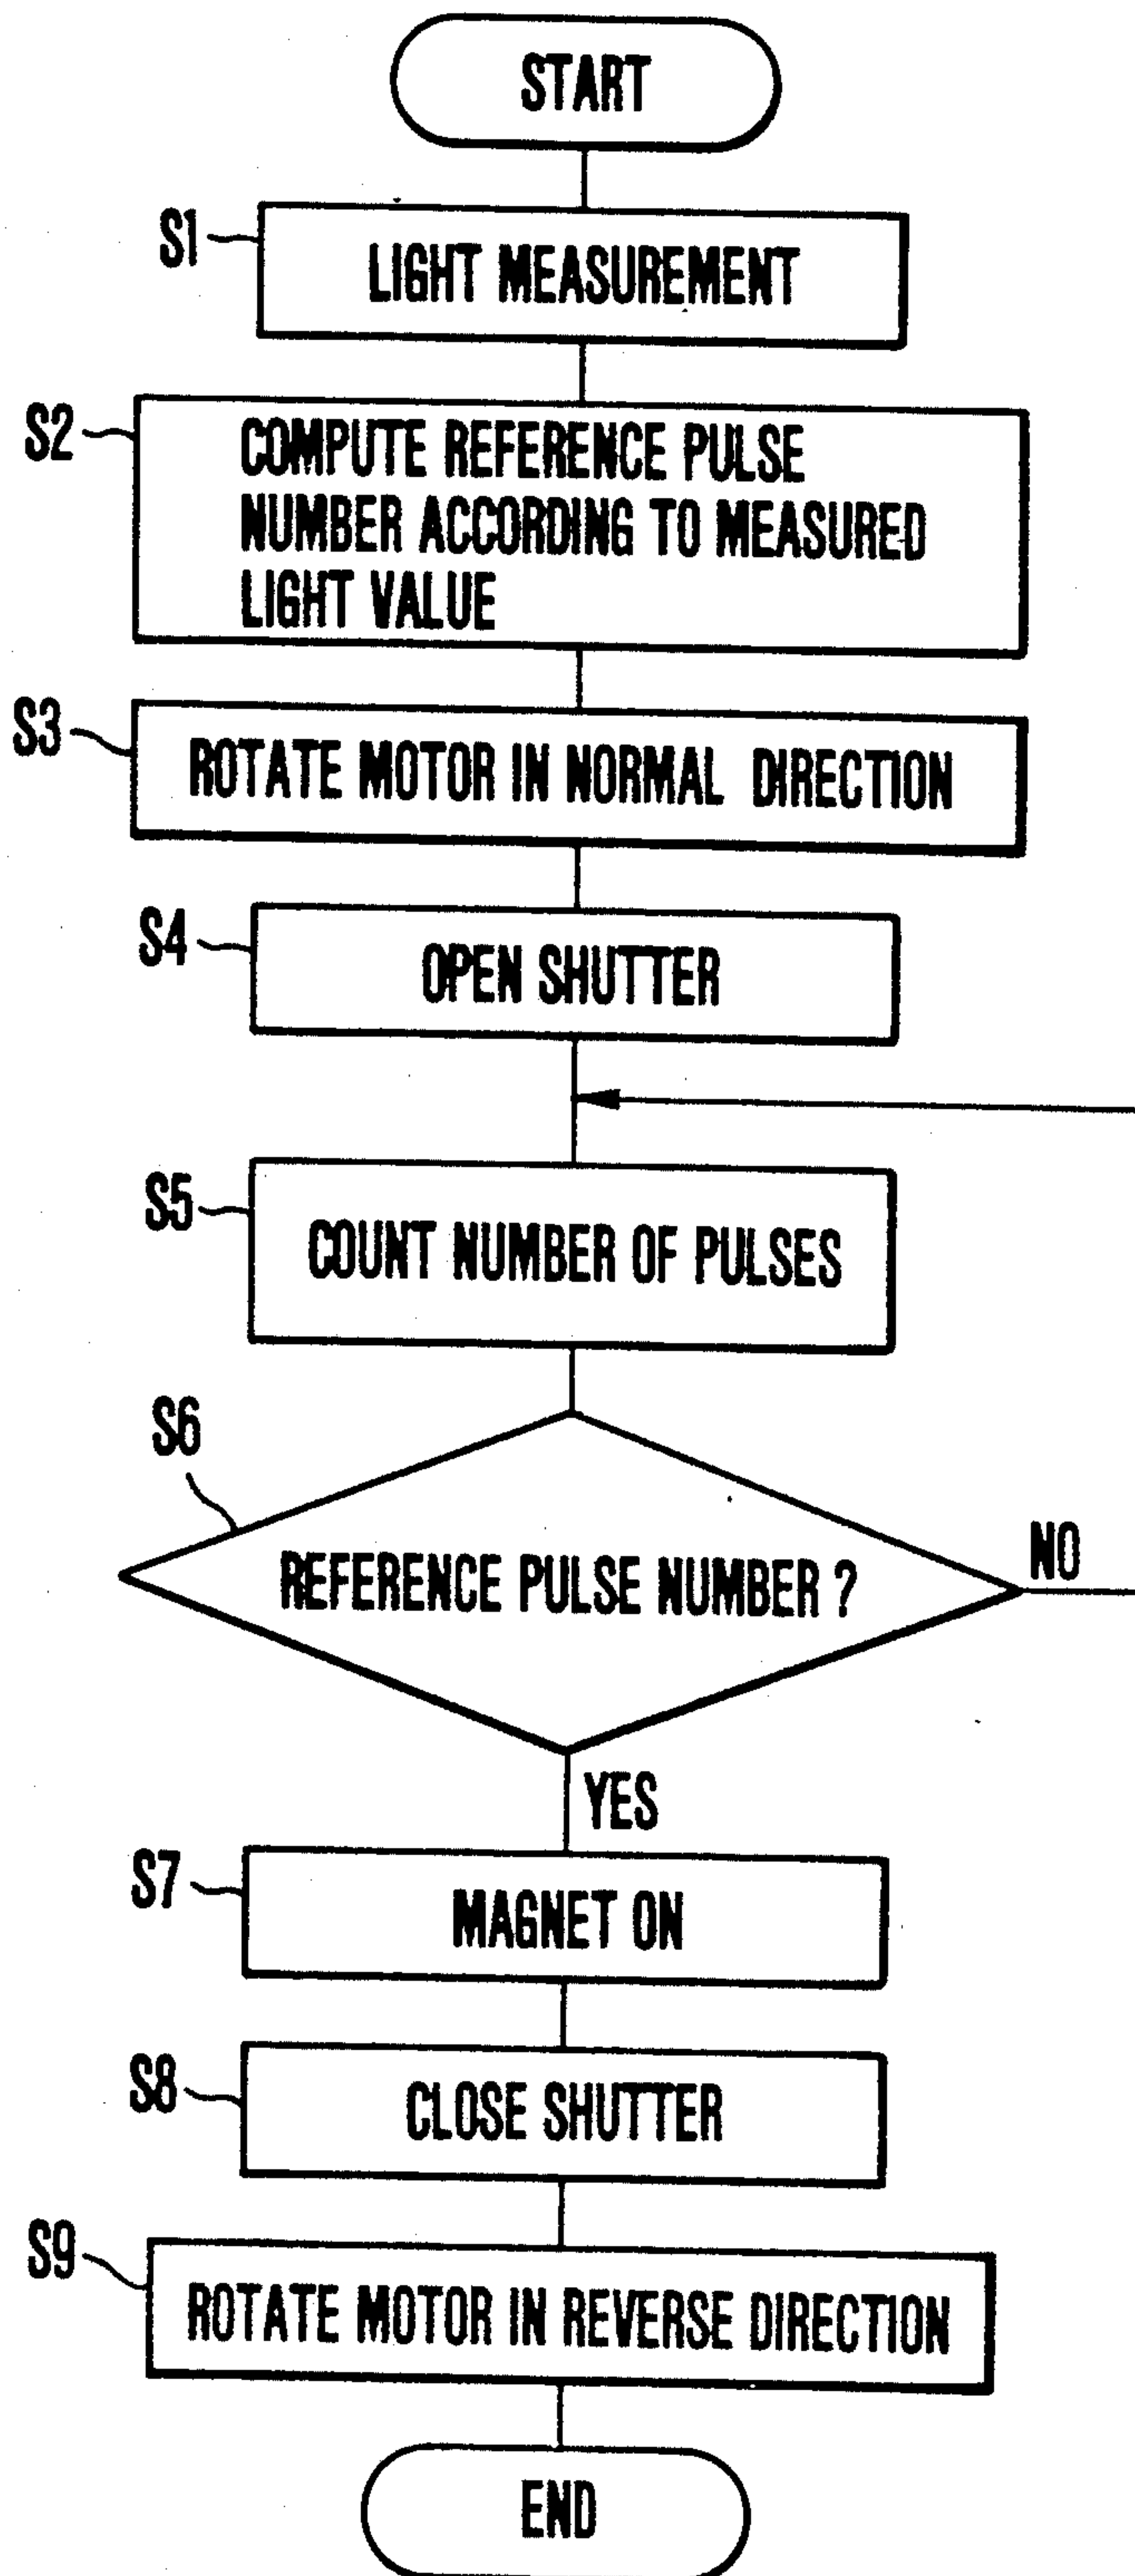 START
S1
LIGHT MEASUREMENT
S2
COMPUTE REFERENCE PULSE
NUMBER ACCORDING TO MEASURED
LIGHT VALUE
S3
ROTATE MOTOR IN NORMAL DIRECTION
S4
OPEN SHUTTER
S5
COUNT NUMBER OF PULSES
S6
REFERENCE PULSE NUMBER ?
NO
YES
S7
MAGNET ON
S8
CLOSE SHUTTER
S9
ROTATE MOTOR IN REVERSE DIRECTION
END